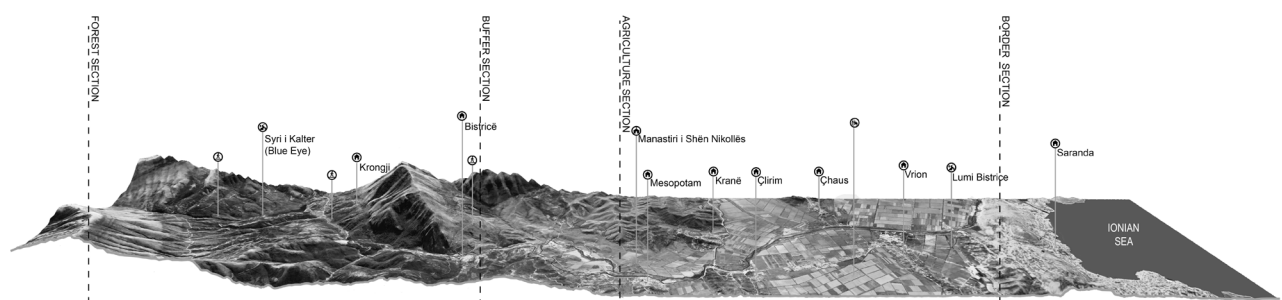 FOREST SECTION
BUFFER SECTION
AGRICULTURE SECTION
BORDER SECTION
Syri i Kalter
(Blue Eye)
Krongji
Bistricë
Manastiri i Shën Nikollës
Mesopotam
Kranë
Çlirim
Çhaus
Vrion
Lumi Bistrice
Saranda
IONIAN
SEA